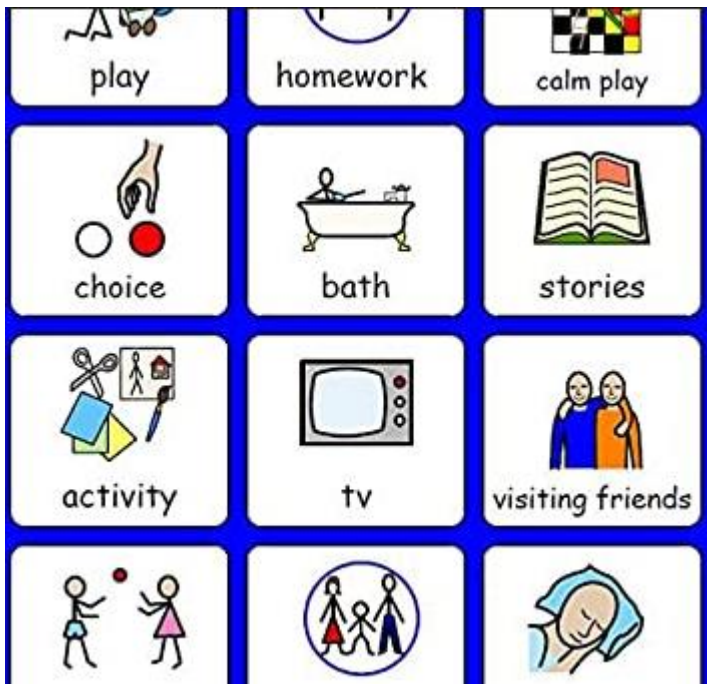 play
homework
calm play
choice
bath
stories
activity
tv
visiting friends